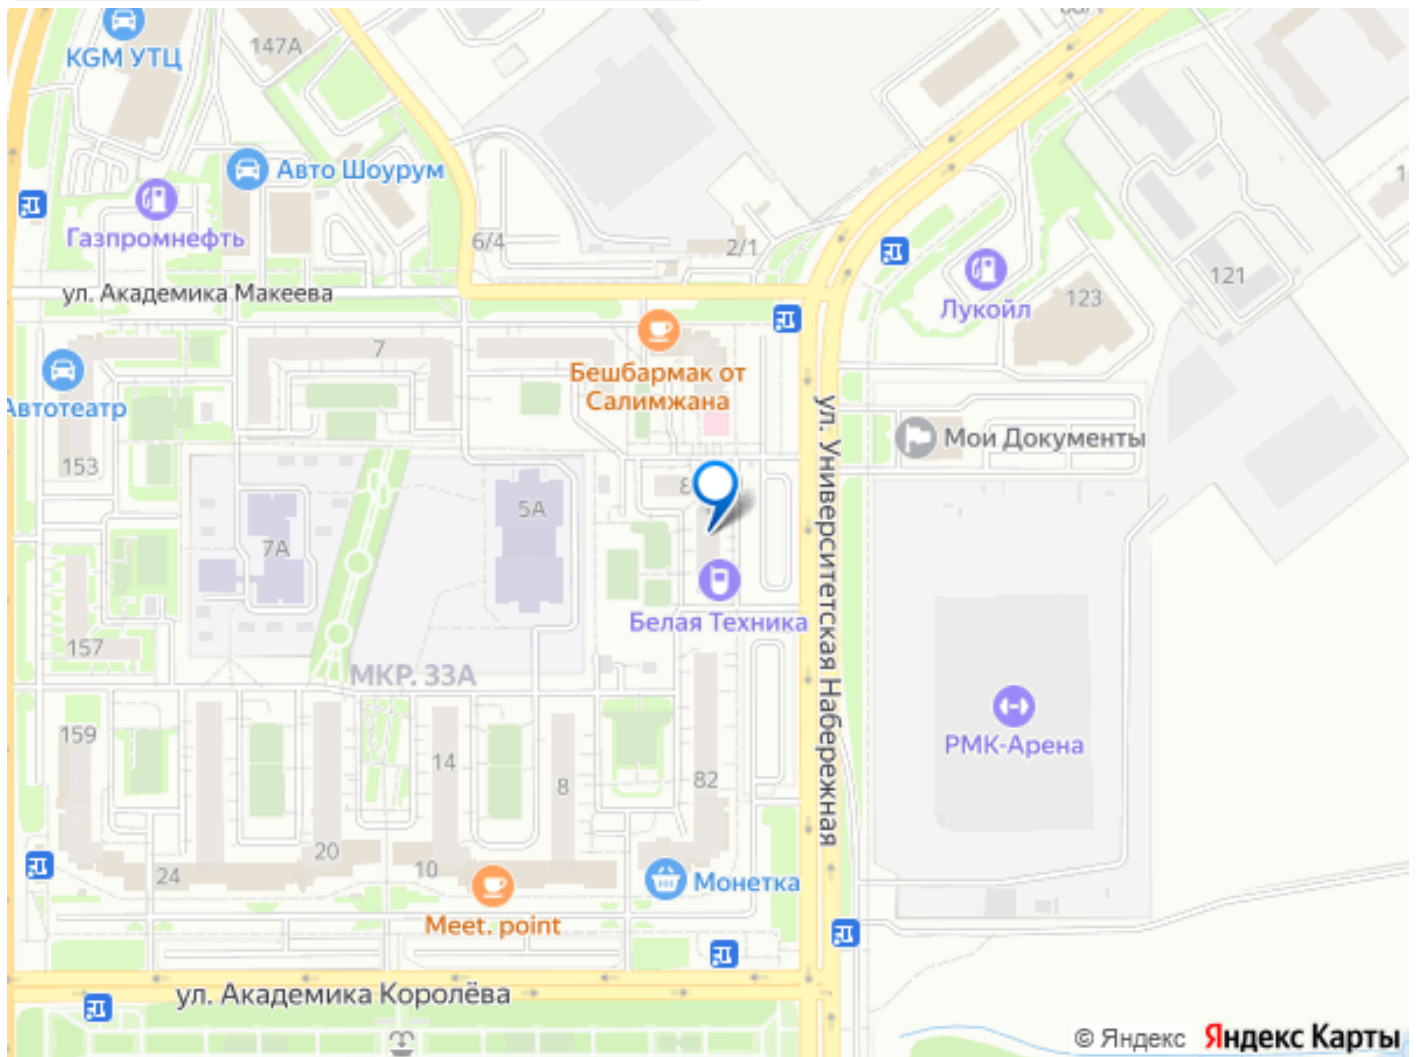 KGM УТЦ
147А
Авто Шоурум
Газпромнефть
6/4
2/1
ул. Академика Макеева
Лукойл
123
121
7
Бешбармак от
Салимжана
Автотеатр
153
Мои Документы
ул. Университетская Набережная
5А
7А
Белая Техника
157
МКР. 33А
159
14
8
82
РМК-Арена
20
10
24
Монетка
Meet. point
ул. Академика Королёва
© Яндекс Яндекс Карты